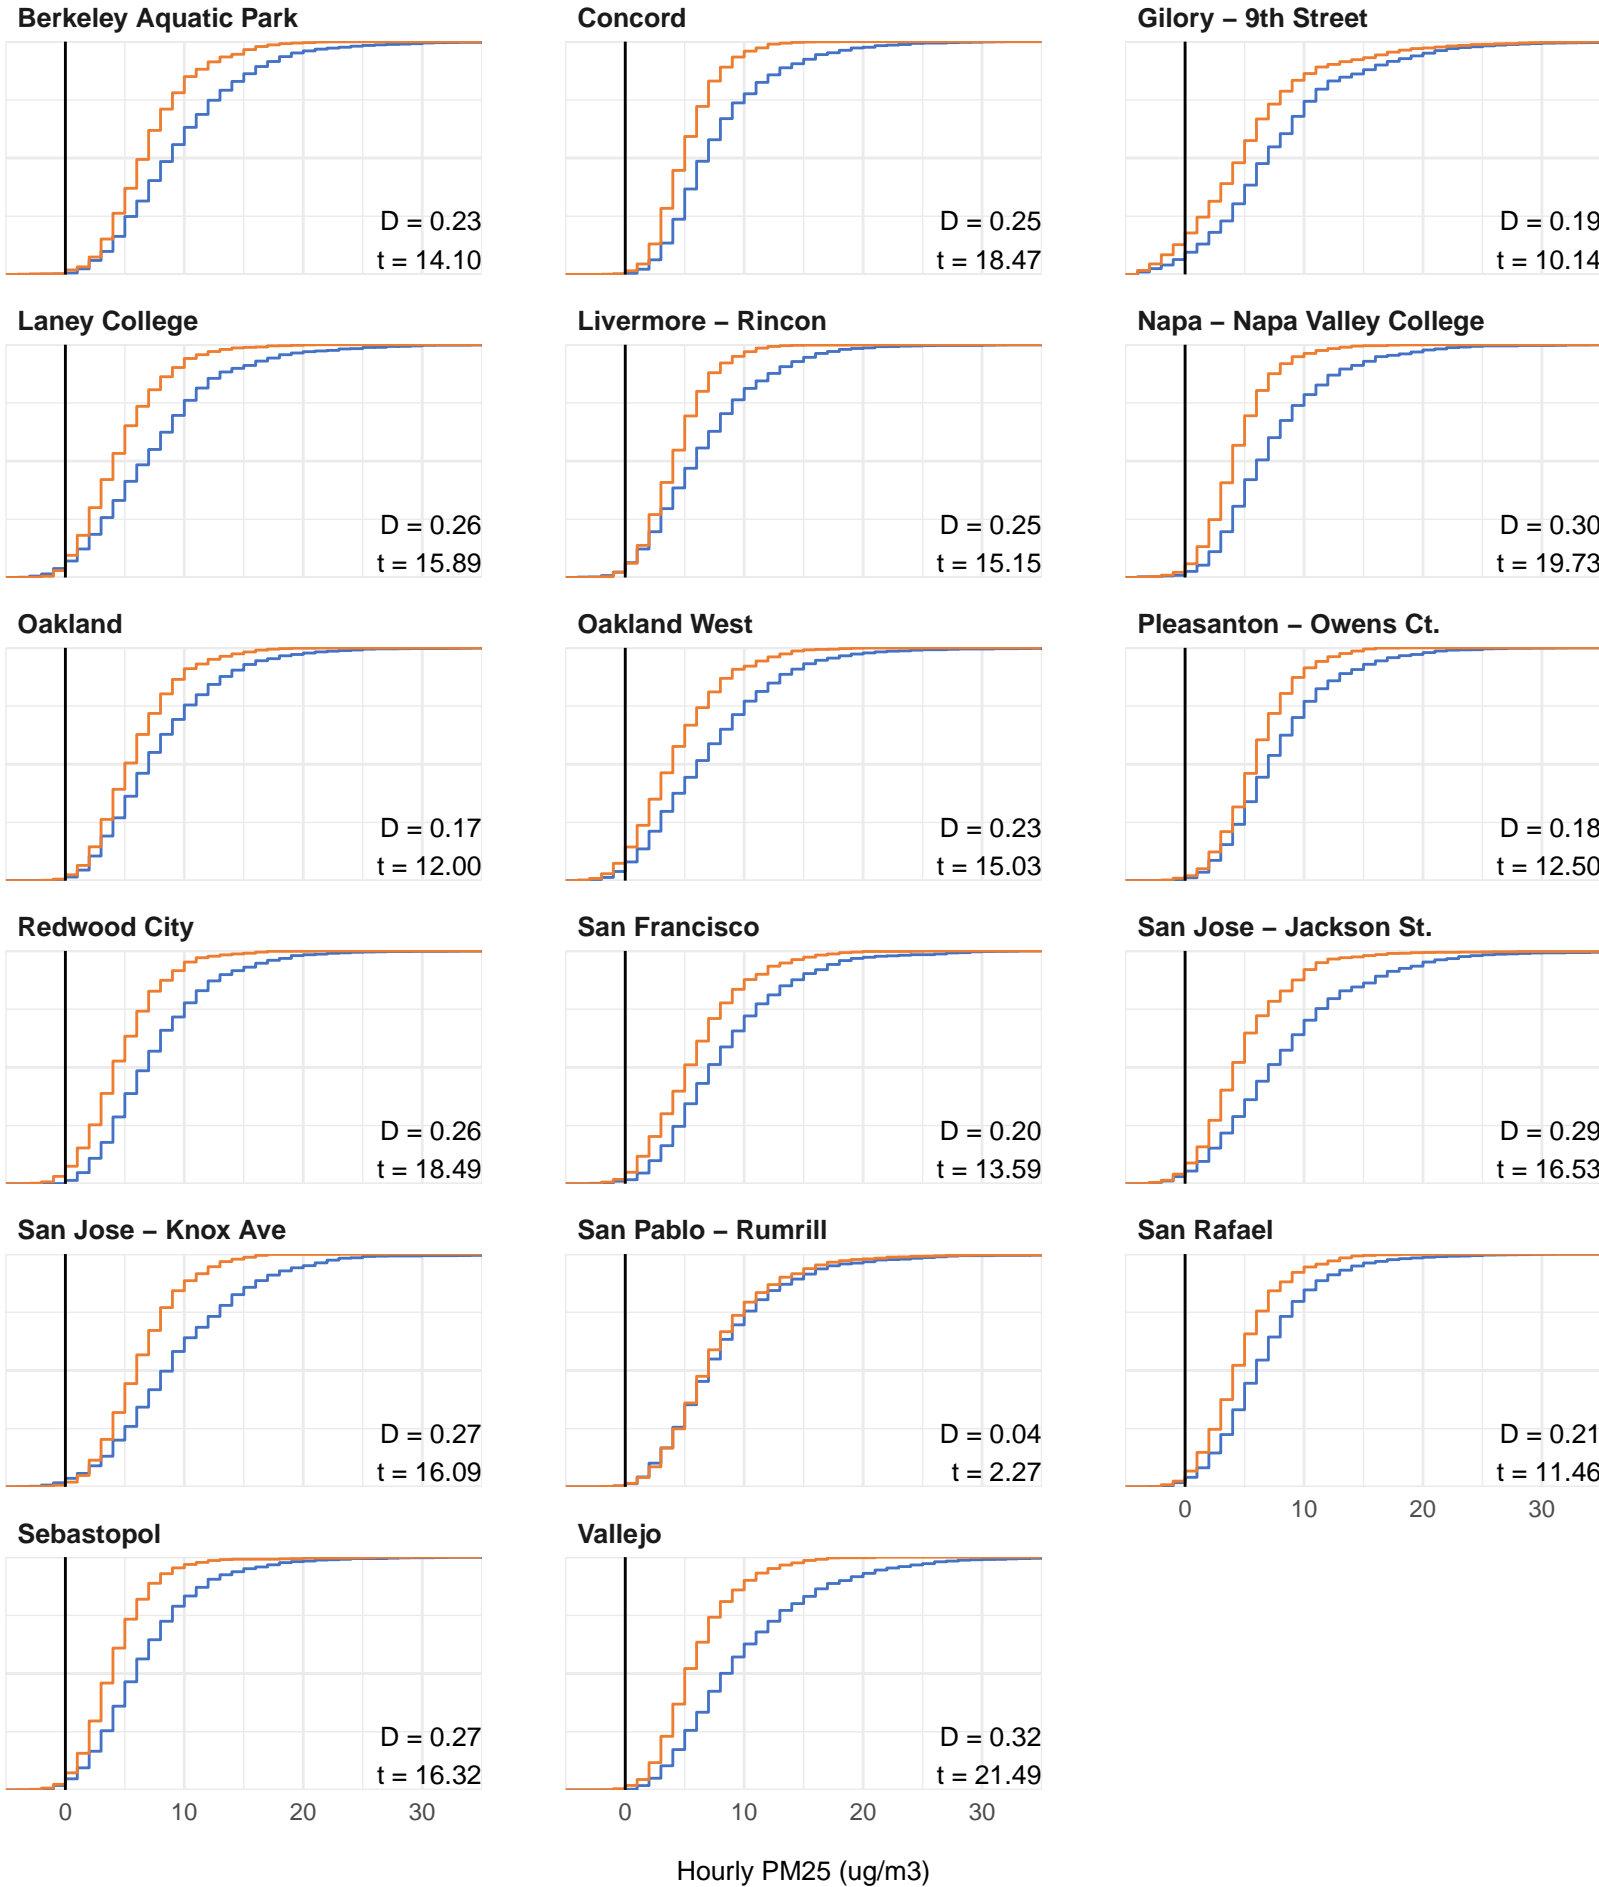 Berkeley Aquatic Park
D = 0.23
t = 14.10
Concord
D = 0.25
t = 18.47
Gilory – 9th Street
D = 0.19
t = 10.14
Laney College
D = 0.26
t = 15.89
Livermore – Rincon
D = 0.25
t = 15.15
Napa – Napa Valley College
D = 0.30
t = 19.73
Oakland
D = 0.17
t = 12.00
Oakland West
D = 0.23
t = 15.03
Pleasanton – Owens Ct.
D = 0.18
t = 12.50
Redwood City
D = 0.26
t = 18.49
San Francisco
D = 0.20
t = 13.59
San Jose – Jackson St.
D = 0.29
t = 16.53
San Jose – Knox Ave
D = 0.27
t = 16.09
San Pablo – Rumrill
D = 0.04
t = 2.27
San Rafael
D = 0.21
t = 11.46
0 10 20 30
Sebastopol
D = 0.27
t = 16.32
0 10 20 30
Vallejo
D = 0.32
t = 21.49
0 10 20 30
Hourly PM25 (ug/m3)